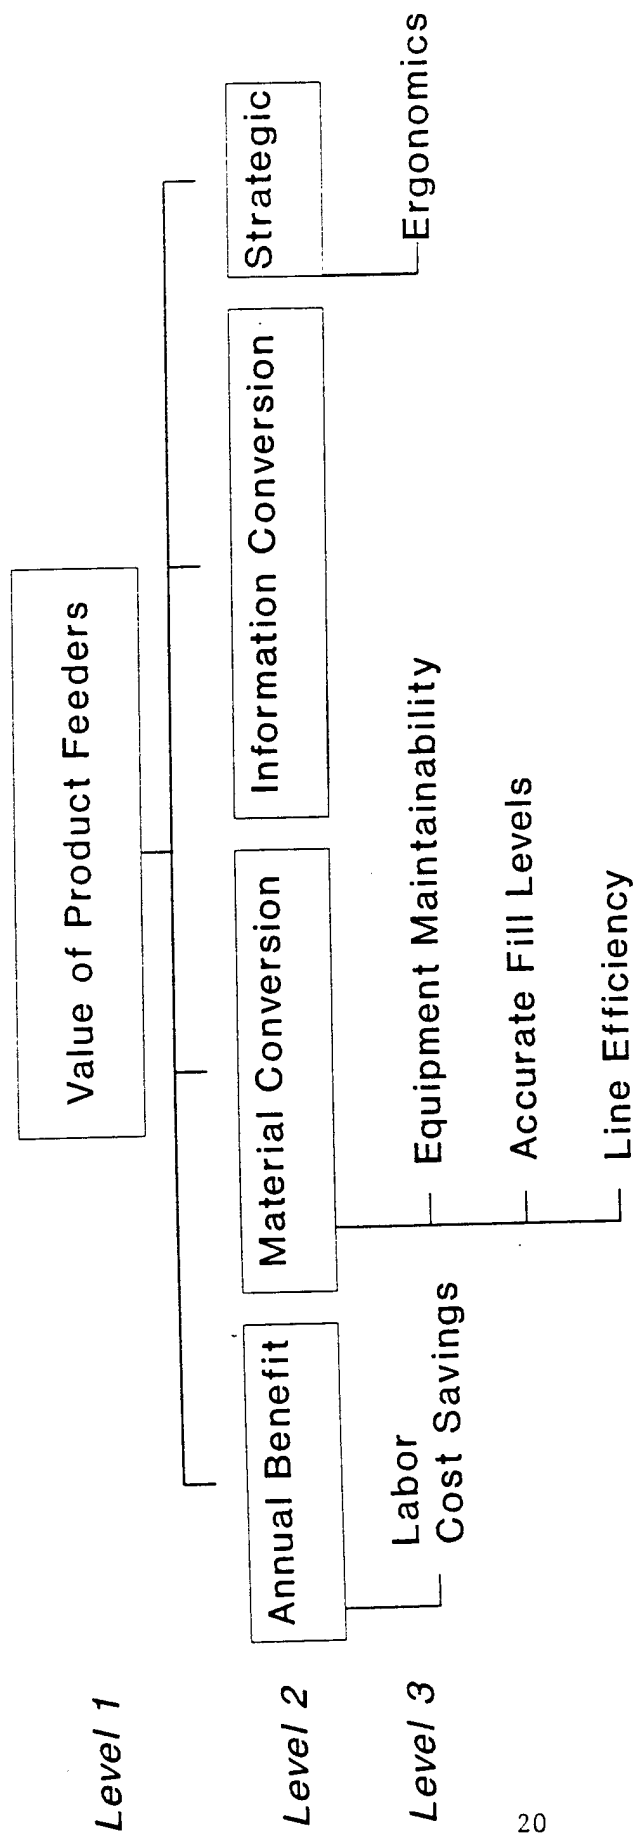 Level 1
Value of Product Feeders
Level 2
Annual Benefit
Material Conversion
Information Conversion
Strategic
Level 3
Labor
Cost Savings
Equipment Maintainability
Accurate Fill Levels
Line Efficiency
Ergonomics
20